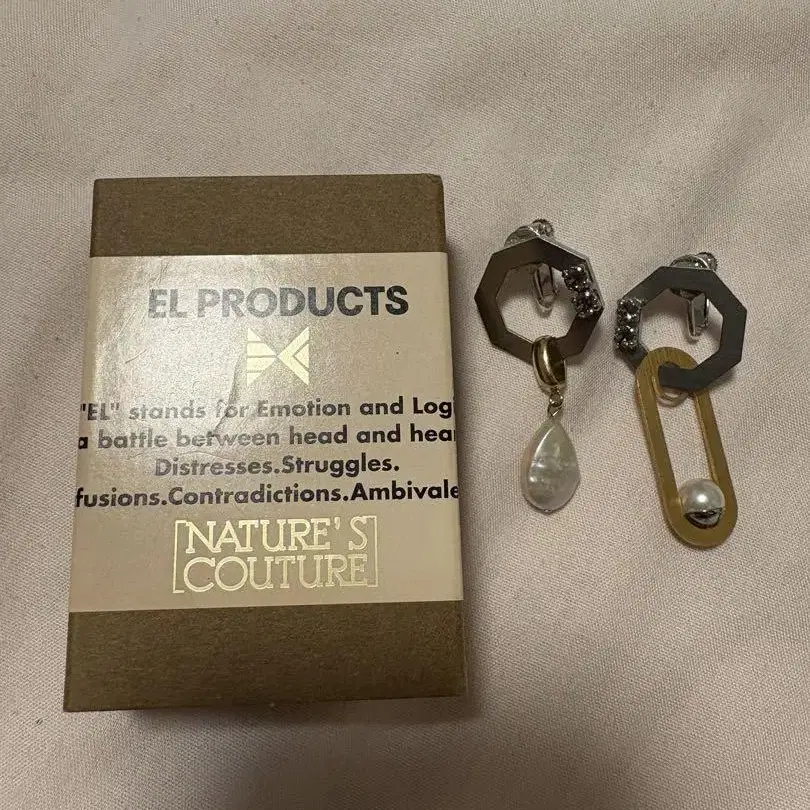 EL PRODUCTS
"EL" stands for Emotion and Logi
a battle between head and hear
Distresses.Struggles.
fusions.Contradictions.Ambivale
NATURE'S
COUTURE